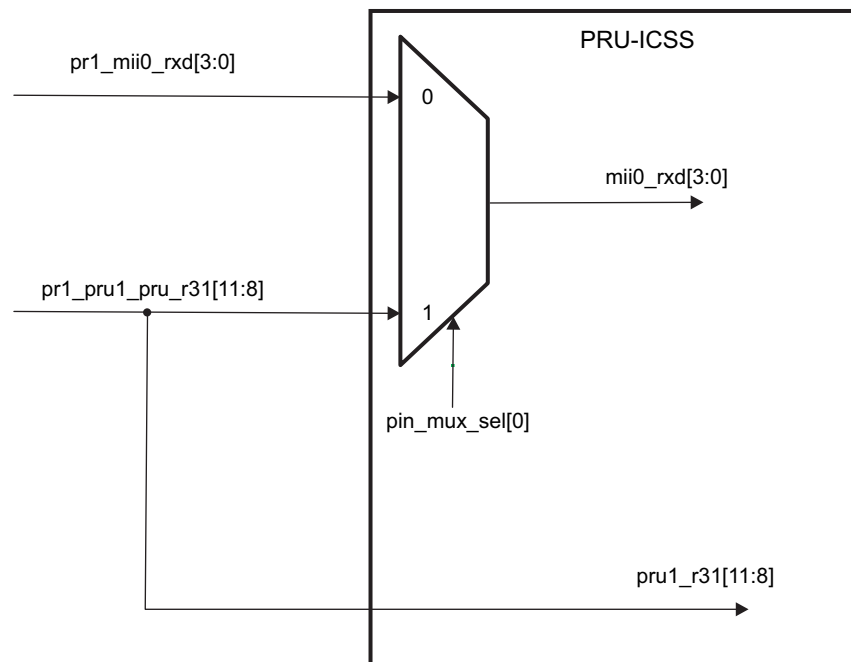 PRU-ICSS
pr1_mii0_rxd[3:0]
0
mii0_rxd[3:0]
pr1_pru1_pru_r31[11:8]
1
pin_mux_sel[0]
pru1_r31[11:8]